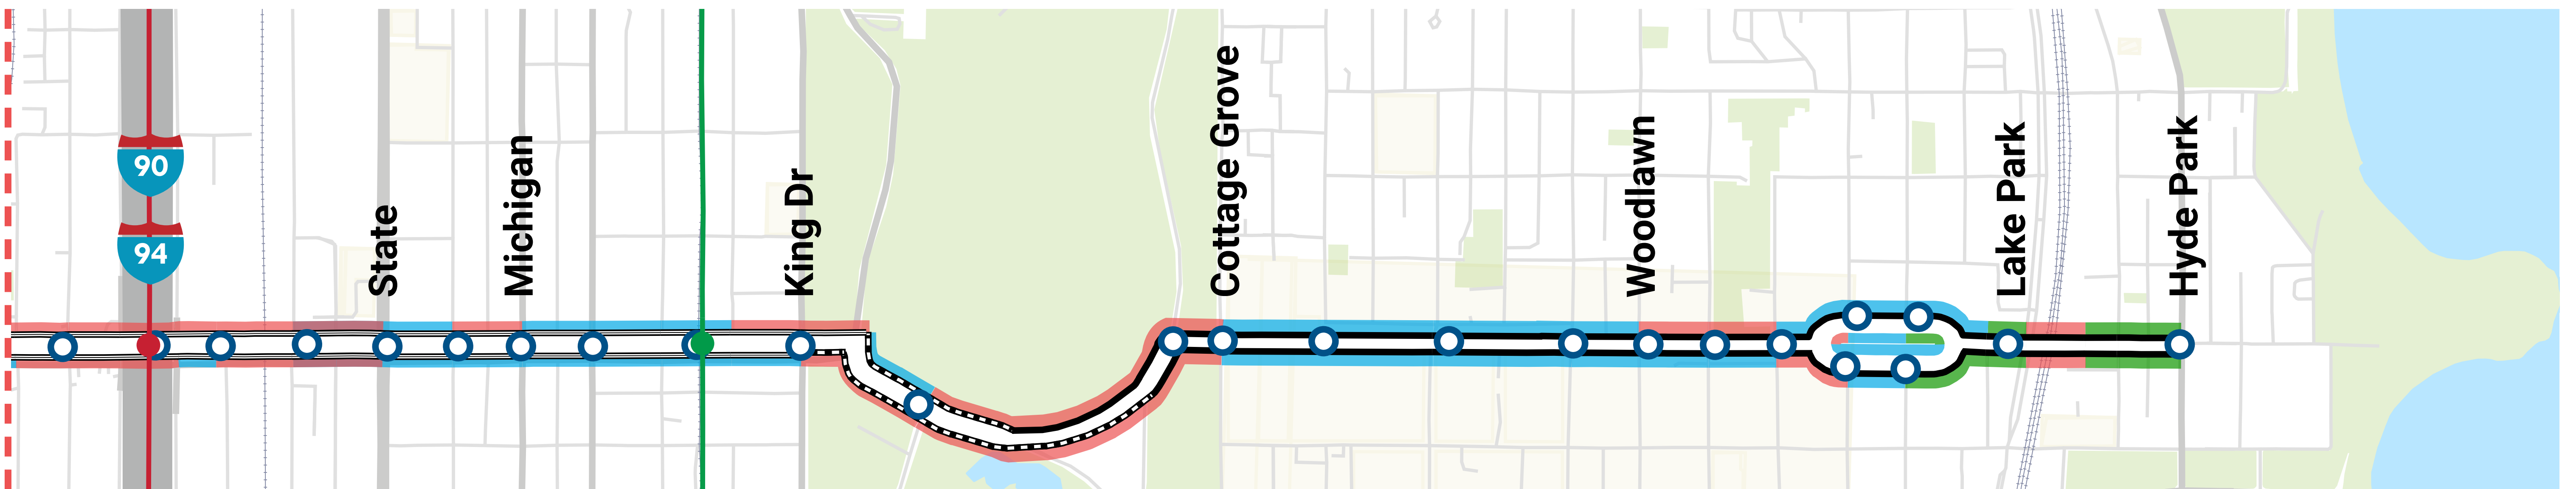 90
94
State
Michigan
King Dr
Cottage Grove
Woodlawn
Lake Park
Hyde Park